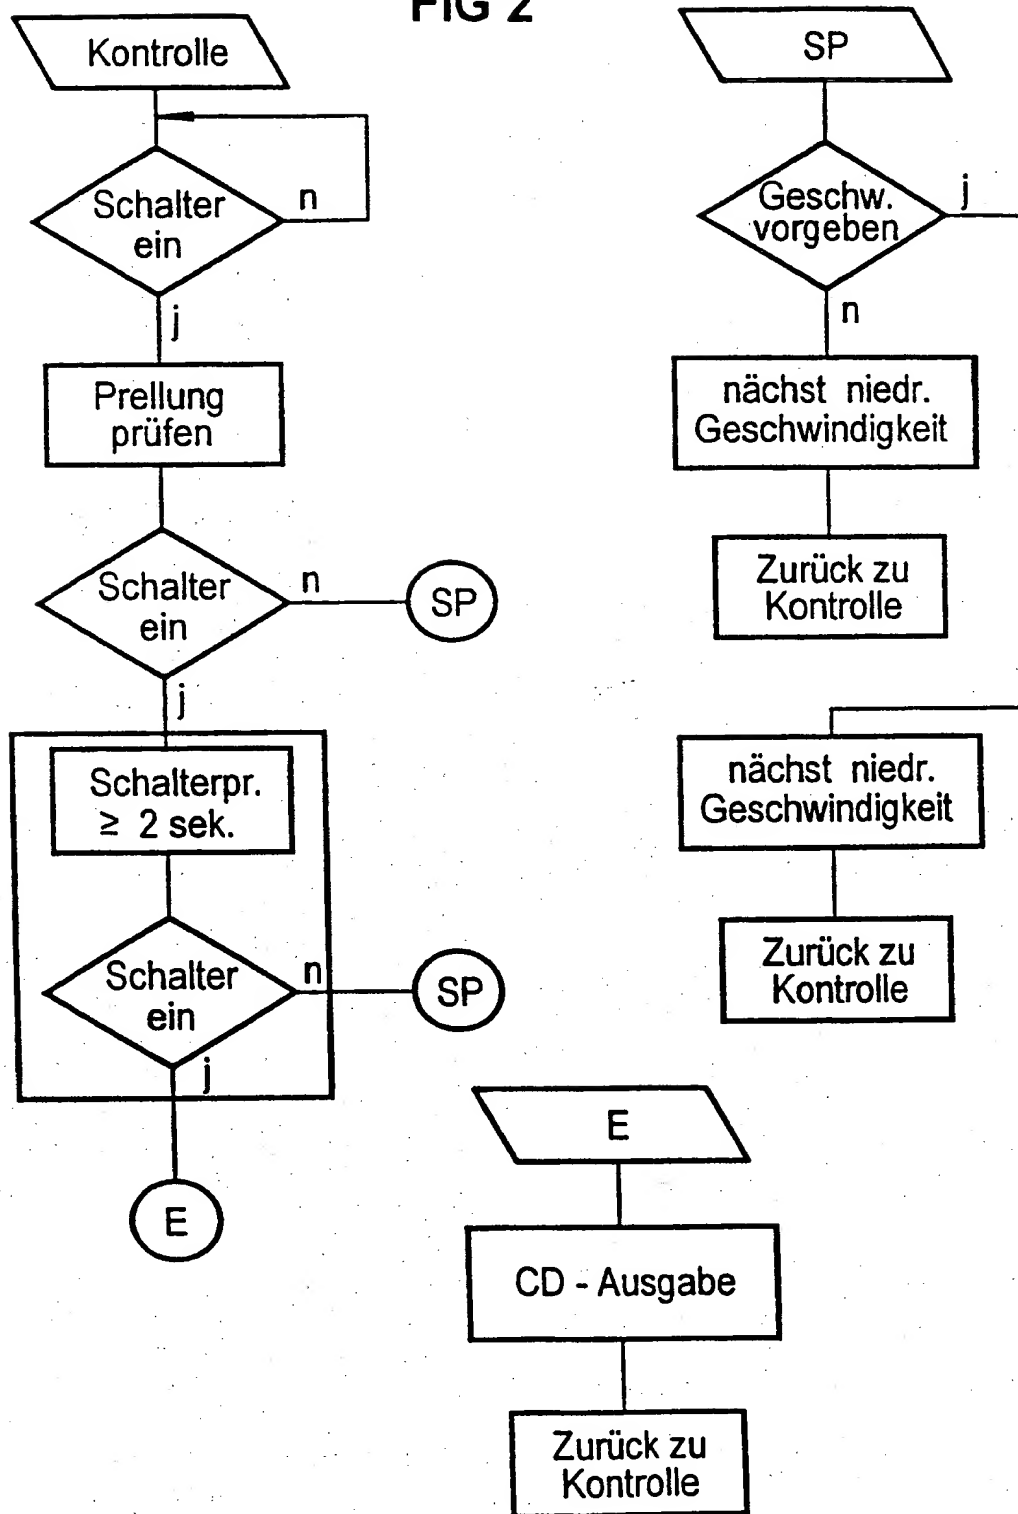 FIG 2
Kontrolle
Schalter
ein
n
j
Prellung
prüfen
Schalter
ein
n
SP
j
Schalterpr.
≥ 2 sek.
Schalter
ein
n
SP
j
E
SP
Geschw.
vorgeben
j
n
nächst niedr.
Geschwindigkeit
Zurück zu
Kontrolle
nächst niedr.
Geschwindigkeit
Zurück zu
Kontrolle
E
CD - Ausgabe
Zurück zu
Kontrolle